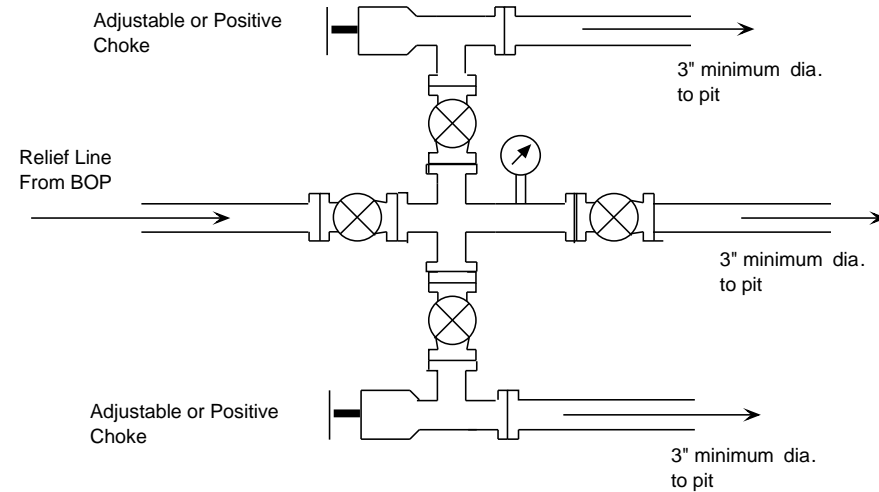 Adjustable or Positive
Choke
3" minimum dia.
to pit
Relief Line
From BOP
3" minimum dia.
to pit
Adjustable or Positive
Choke
3" minimum dia.
to pit